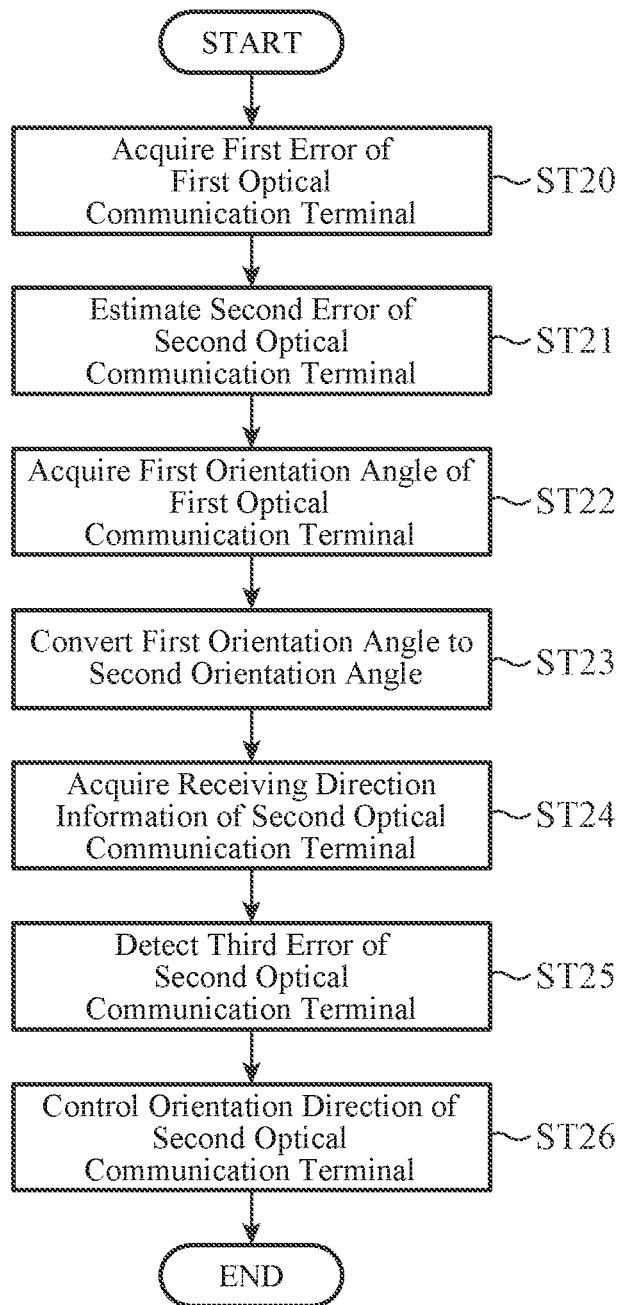 START
Acquire First Error of
First Optical
Communication Terminal
ST20
Estimate Second Error of
Second Optical
Communication Terminal
ST21
Acquire First Orientation Angle of
First Optical
Communication Terminal
ST22
Convert First Orientation Angle to
Second Orientation Angle
ST23
Acquire Receiving Direction
Information of Second Optical
Communication Terminal
ST24
Detect Third Error of
Second Optical
Communication Terminal
ST25
Control Orientation Direction of
Second Optical
Communication Terminal
ST26
END